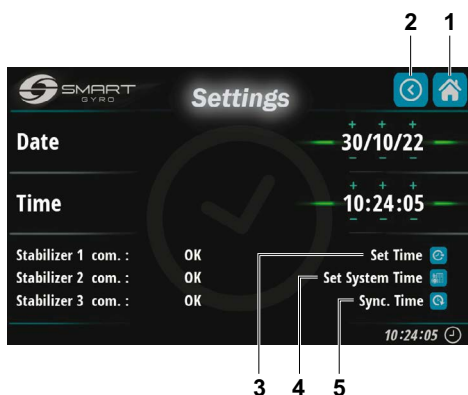 2 1
SMART
GYRO
Settings
+ + +
Date 30/10/22
- - -
+ + +
Time 10:24:05
- - -
Stabilizer 1 com. : OK Set Time
Stabilizer 2 com. : OK Set System Time
Stabilizer 3 com. : OK Sync. Time
10:24:05
3 4 5